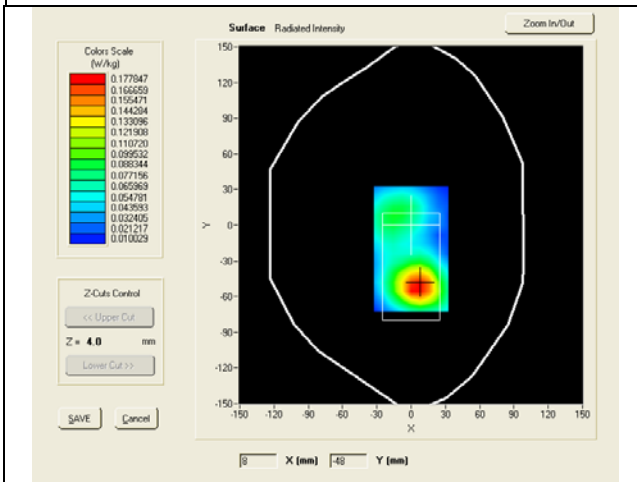 Surface Radiated Intensity
Zoom In/Out
Colors Scale
(W/kg)
0.177847
0.166659
0.155471
0.144284
0.133096
0.121908
0.110720
0.099532
0.088344
0.077156
0.065969
0.054781
0.043593
0.032405
0.021217
0.010029
Z-Cuts Control
<< Upper Cut
Z = 4.0 mm
Lower Cut >>
SAVE Cancel
150
120
90
60
30
0
-30
-60
-90
-120
-150
Y
-150 -120 -90 -60 -30 0 30 60 90 120 150
X
8 X (mm) -48 Y (mm)